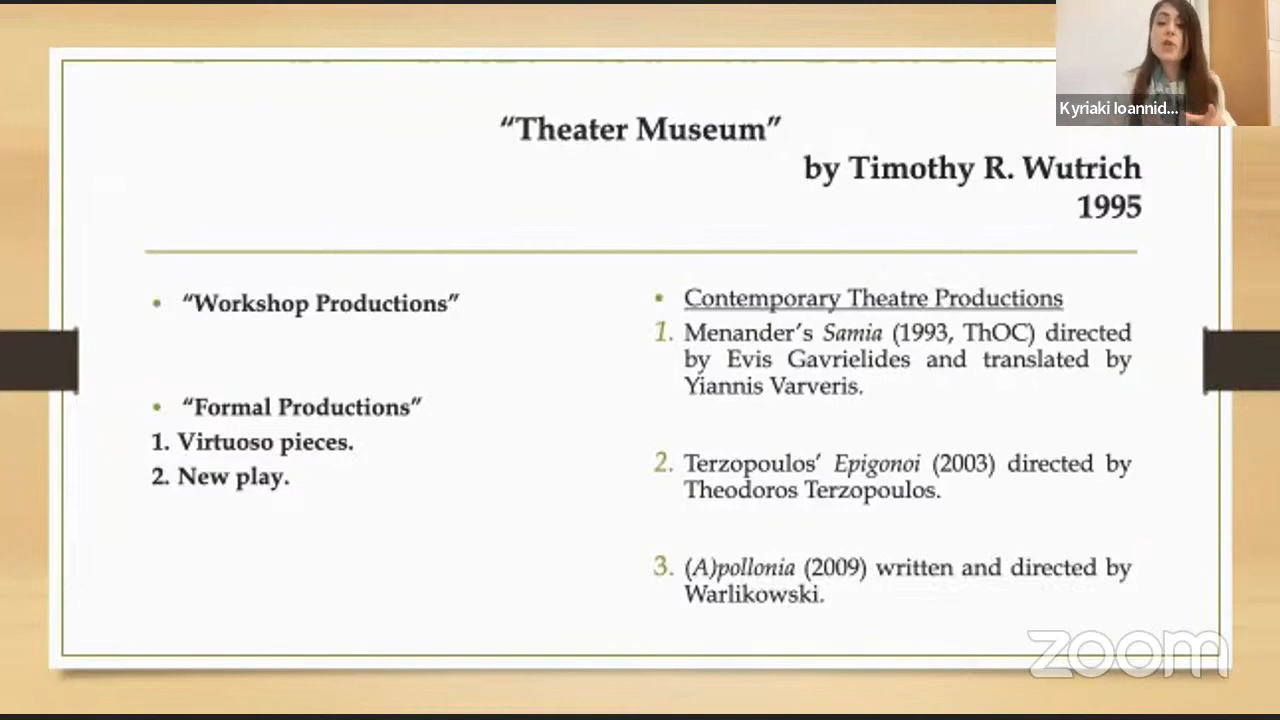 “Theater Museum”
by Timothy R. Wutrich
1995
Kyriaki Ioannid...
• “Workshop Productions”
• “Formal Productions”
1. Virtuoso pieces.
2. New play.
• Contemporary Theatre Productions
1. Menander’s Samia (1993, ThOC) directed
by Evis Gavrielides and translated by
Yiannis Varveris.
2. Terzopoulos’ Epigonoi (2003) directed by
Theodoros Terzopoulos.
3. (A)pollonia (2009) written and directed by
Warlikowski.
zoom